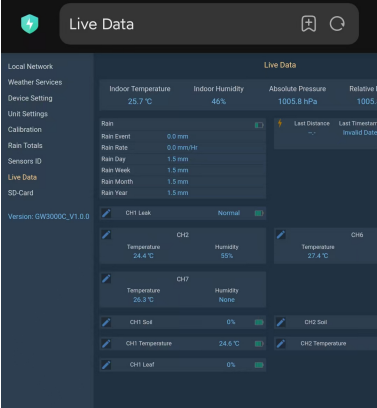 Live Data
Local Network
Weather Services
Device Setting
Unit Settings
Calibration
Rain Totals
Sensors ID
Live Data
SD-Card
Version: GW3000C_V1.0.0
Live Data
Indoor Temperature Indoor Humidity Absolute Pressure Relative
25.7 ℃ 46% 1005.8 hPa 1005.
Rain
Rain Event 0.0 mm
Rain Rate 0.0 mm/Hr
Rain Day 1.5 mm
Rain Week 1.5 mm
Rain Month 1.5 mm
Rain Year 1.5 mm
Last Distance Last Timestam
--.- Invalid Date
CH1 Leak Normal
CH2
Temperature Humidity
24.4 ℃ 55%
CH6
Temperature
27.4 ℃
CH7
Temperature Humidity
26.3 ℃ None
CH1 Soil 0%
CH2 Soil
CH1 Temperature 24.6 ℃
CH2 Temperature
CH1 Leaf 0%